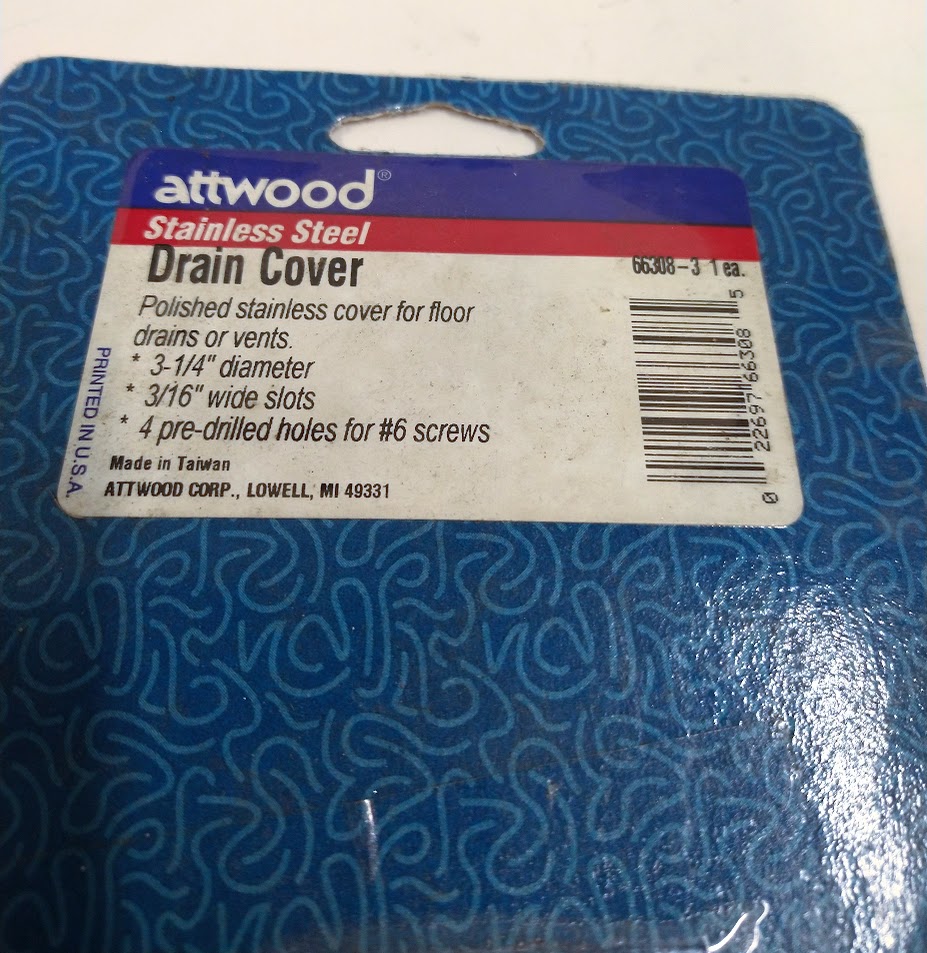 attwood®
Stainless Steel
Drain Cover
66308-3 1 ea.
Polished stainless cover for floor
drains or vents.
* 3-1/4" diameter
* 3/16" wide slots
* 4 pre-drilled holes for #6 screws
Made in Taiwan
ATTWOOD CORP., LOWELL, MI 49331
PRINTED IN U.S.A.
0 22697 66308 5